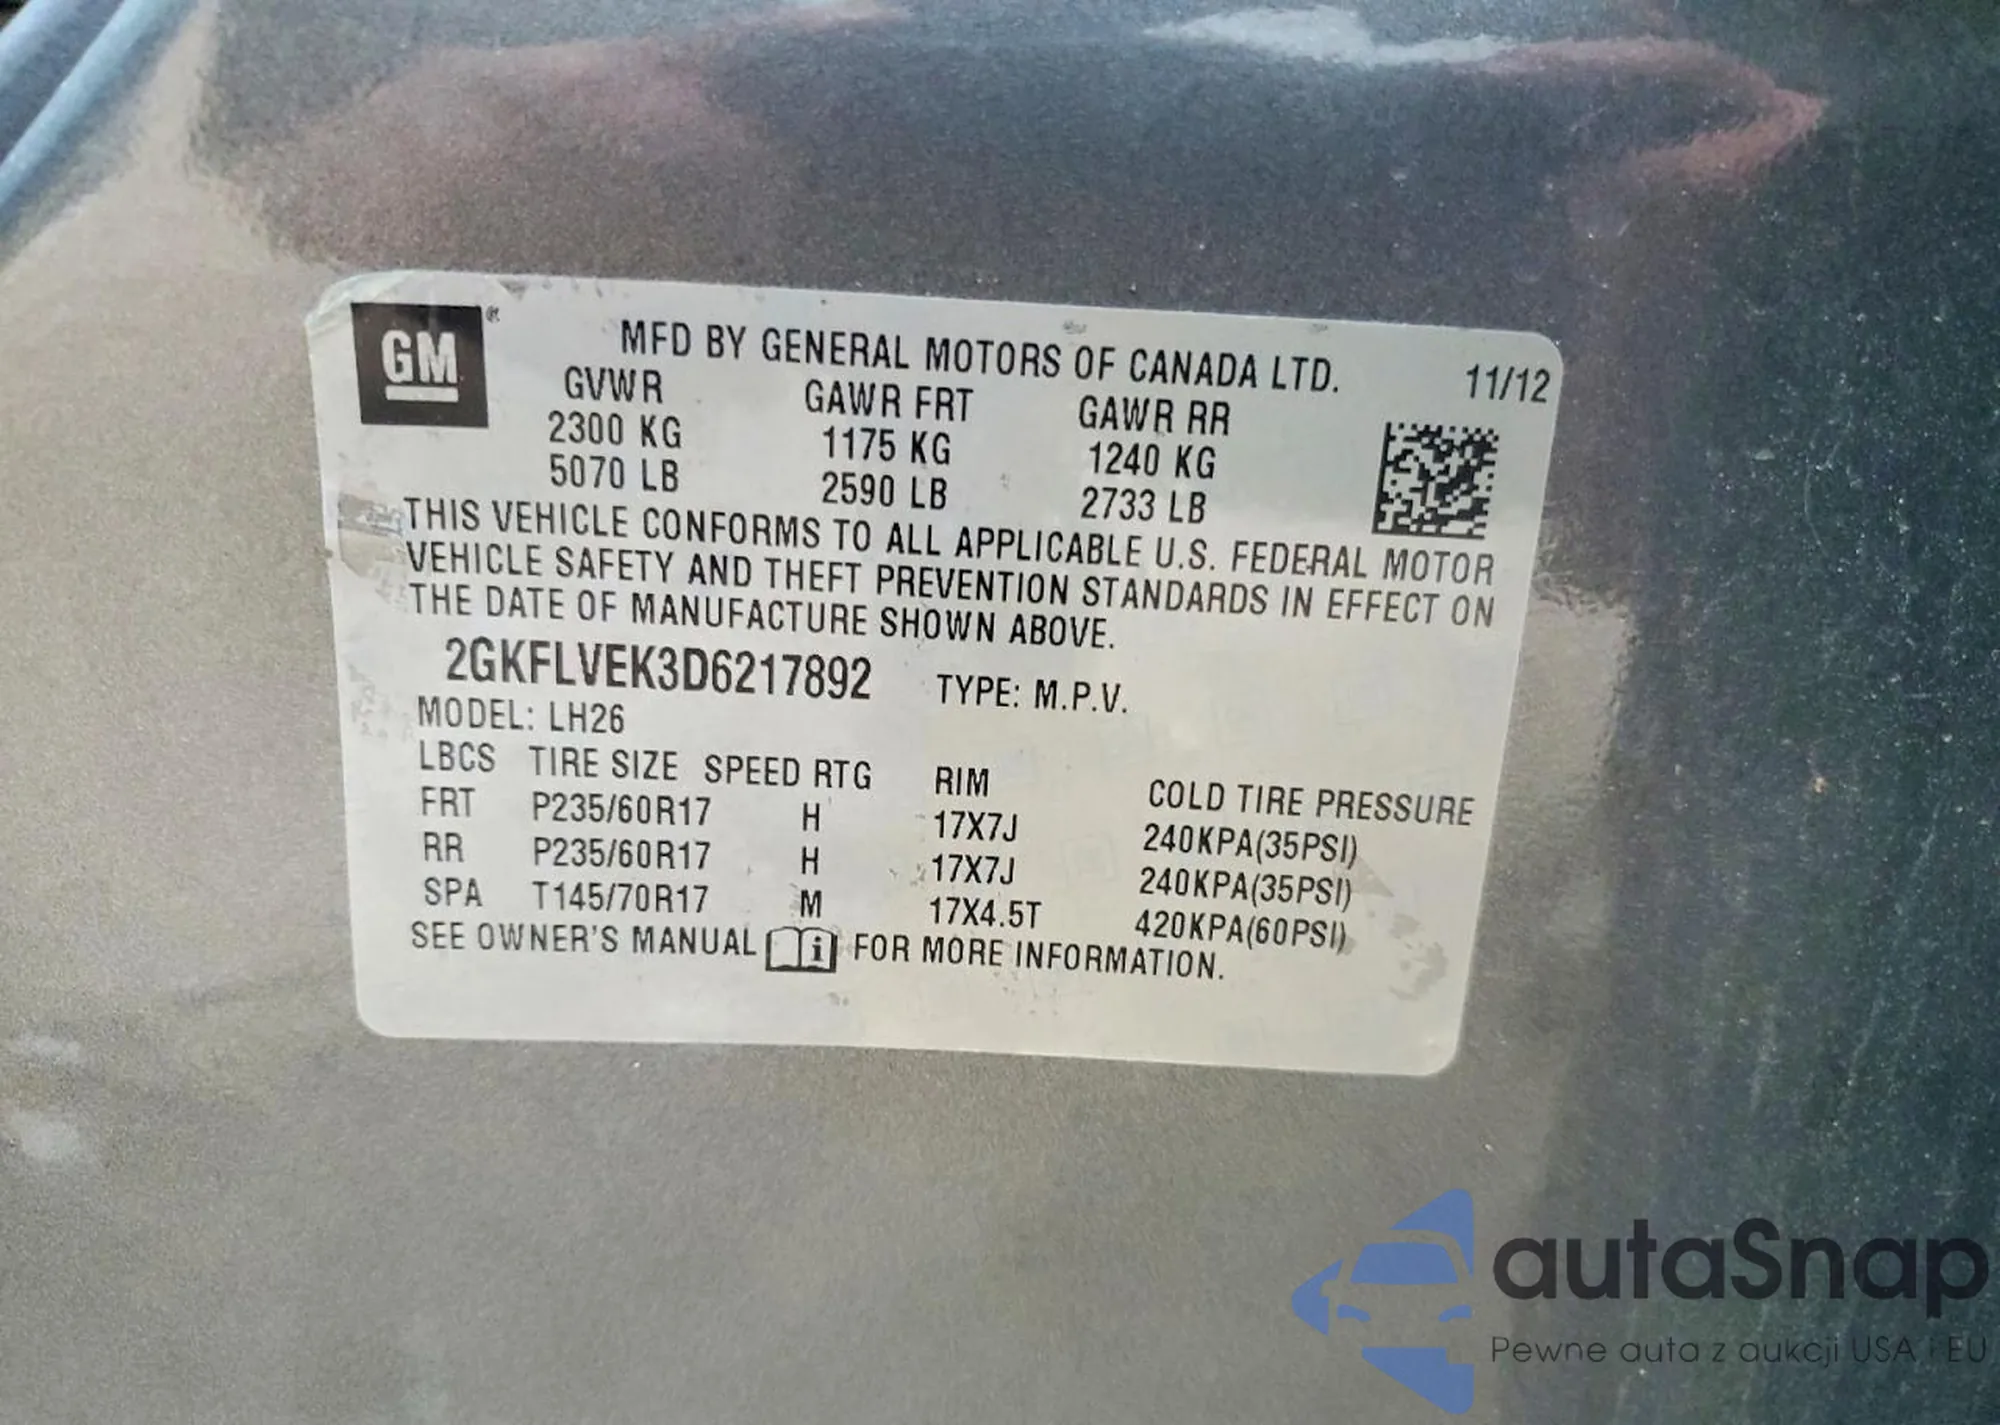 GM ®
MFD BY GENERAL MOTORS OF CANADA LTD. 11/12
GVWR GAWR FRT GAWR RR
2300 KG 1175 KG 1240 KG
5070 LB 2590 LB 2733 LB
THIS VEHICLE CONFORMS TO ALL APPLICABLE U.S. FEDERAL MOTOR
VEHICLE SAFETY AND THEFT PREVENTION STANDARDS IN EFFECT ON
THE DATE OF MANUFACTURE SHOWN ABOVE.
2GKFLVEK3D6217892 TYPE: M.P.V.
MODEL: LH26
LBCS TIRE SIZE SPEED RTG RIM COLD TIRE PRESSURE
FRT P235/60R17 H 17X7J 240KPA(35PSI)
RR P235/60R17 H 17X7J 240KPA(35PSI)
SPA T145/70R17 M 17X4.5T 420KPA(60PSI)
SEE OWNER'S MANUAL i FOR MORE INFORMATION.
autaSnap
Pewne auta z aukcji USA i EU